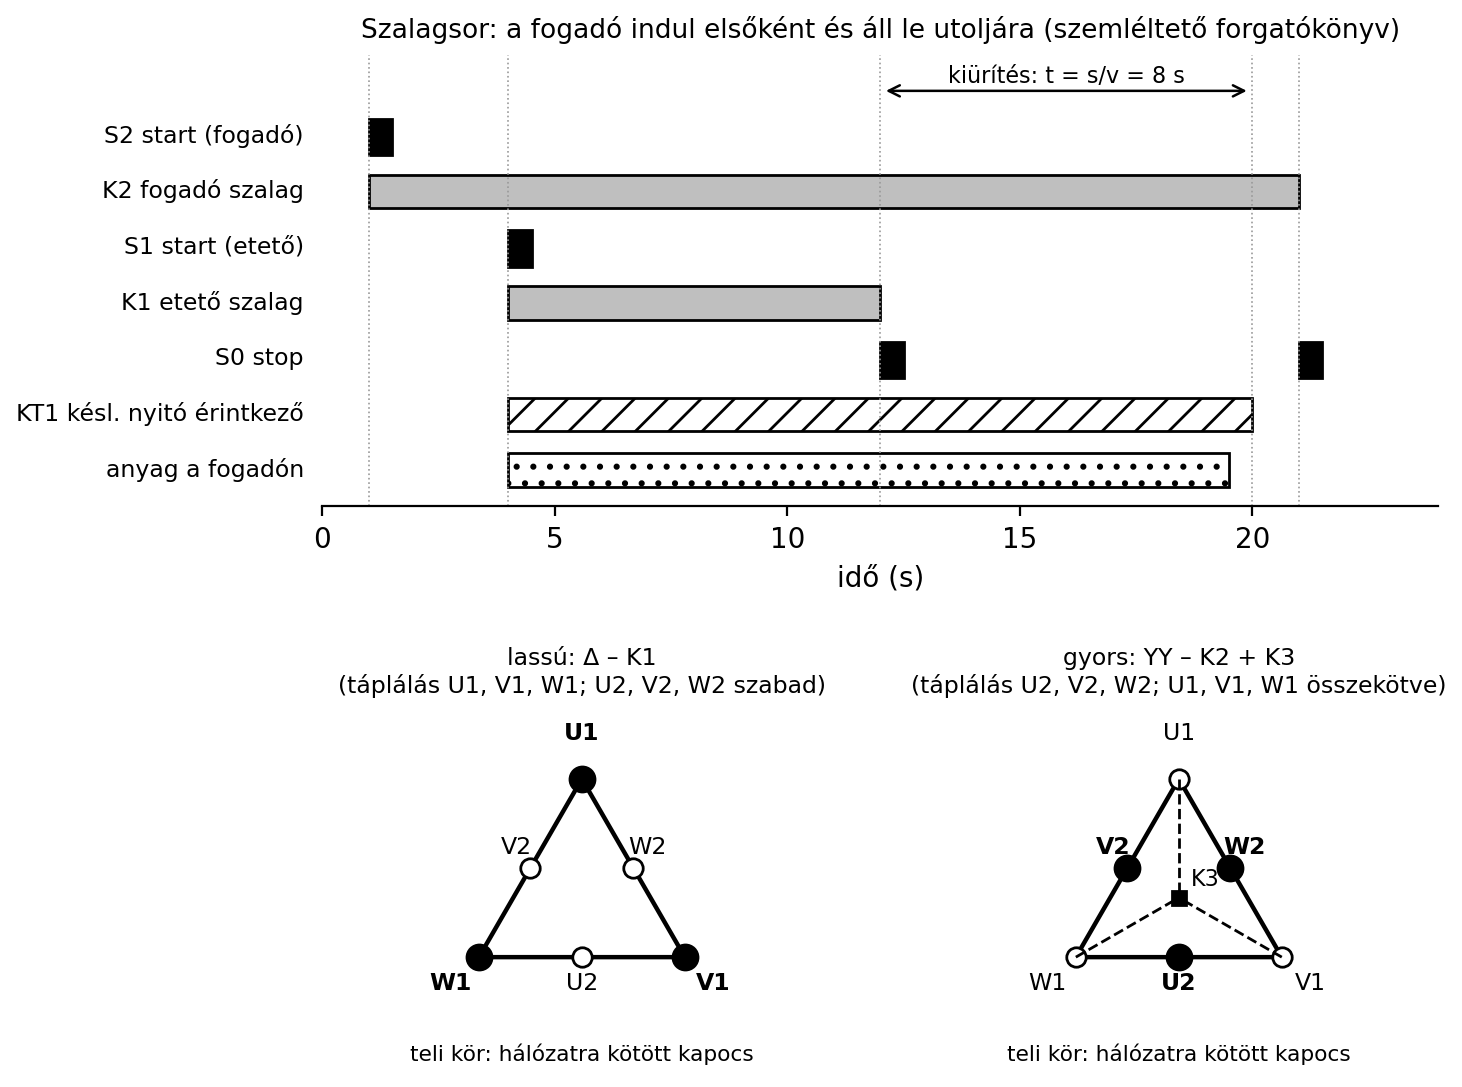 Szalagsor: a fogadó indul elsőként és áll le utoljára (szemléltető forgatókönyv)
kiürítés: t = s/v = 8 s
S2 start (fogadó)
K2 fogadó szalag
S1 start (etető)
K1 etető szalag
S0 stop
KT1 késl. nyitó érintkező
anyag a fogadón
0 5 10 15 20
idő (s)
lassú: Δ – K1
(táplálás U1, V1, W1; U2, V2, W2 szabad)
U1
V2 W2
W1 U2 V1
teli kör: hálózatra kötött kapocs
gyors: YY – K2 + K3
(táplálás U2, V2, W2; U1, V1, W1 összekötve)
U1
V2 W2
K3
W1 U2 V1
teli kör: hálózatra kötött kapocs